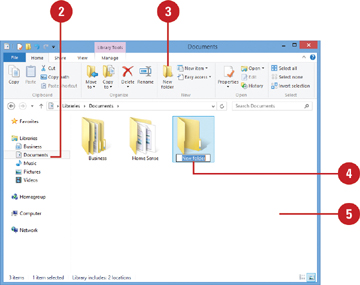 2
3
Library Tools
Documents
File
Home
Share
View
Manage
Copy
Paste
Cut
Copy path
Paste shortcut
Clipboard
Move to
Copy to
Delete
Rename
Organize
New folder
New item
Easy access
New
Properties
Open
Edit
History
Open
Select all
Select none
Invert selection
Select
Libraries
Documents
Search Documents
Favorites
Libraries
Business
Documents
Music
Pictures
Videos
Homegroup
Computer
Network
Business
New Folder
4
5
3 items
1 item selected
Library includes: 2 locations